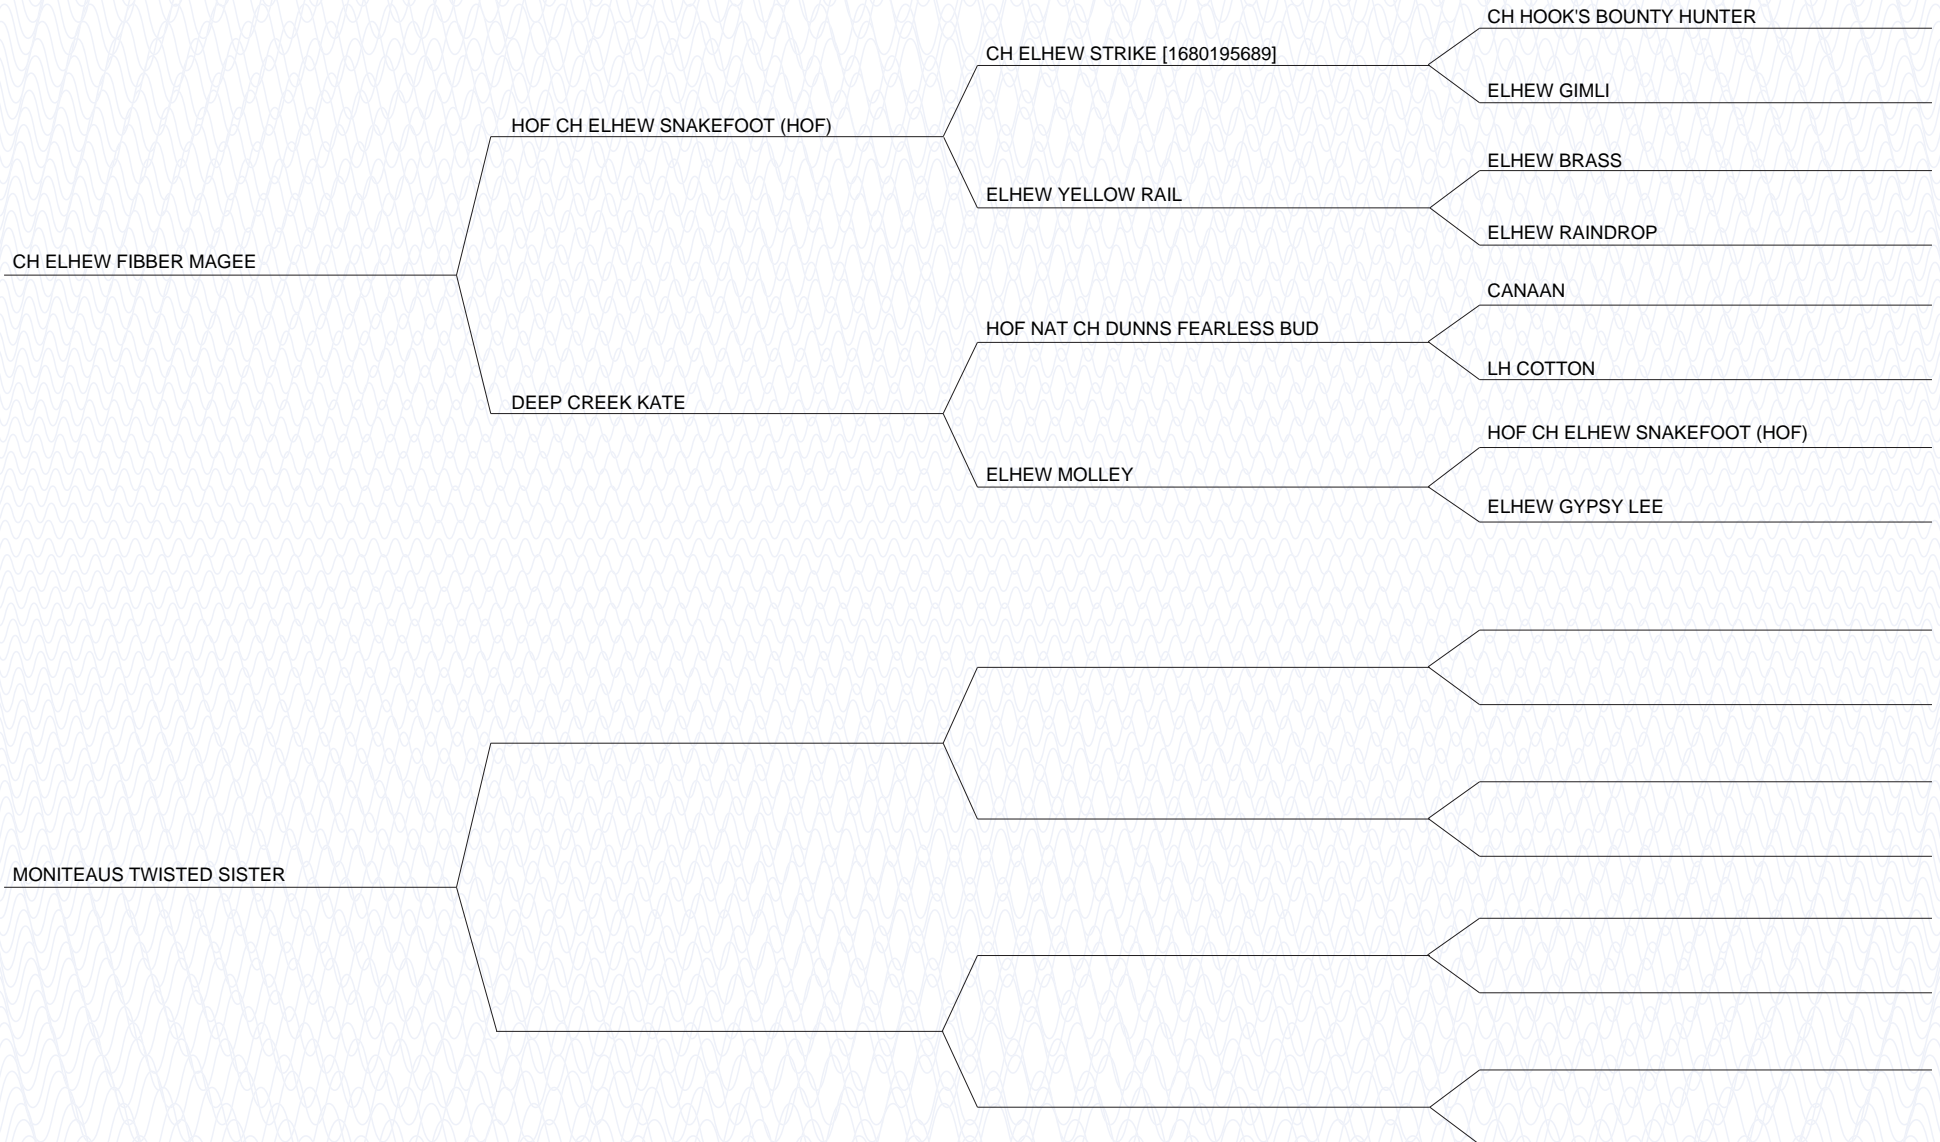 CH HOOK'S BOUNTY HUNTER
CH ELHEW STRIKE [1680195689]
ELHEW GIMLI
HOF CH ELHEW SNAKEFOOT (HOF)
ELHEW BRASS
ELHEW YELLOW RAIL
ELHEW RAINDROP
CH ELHEW FIBBER MAGEE
CANAAN
HOF NAT CH DUNNS FEARLESS BUD
LH COTTON
DEEP CREEK KATE
HOF CH ELHEW SNAKEFOOT (HOF)
ELHEW MOLLEY
ELHEW GYPSY LEE
MONITEAUS TWISTED SISTER